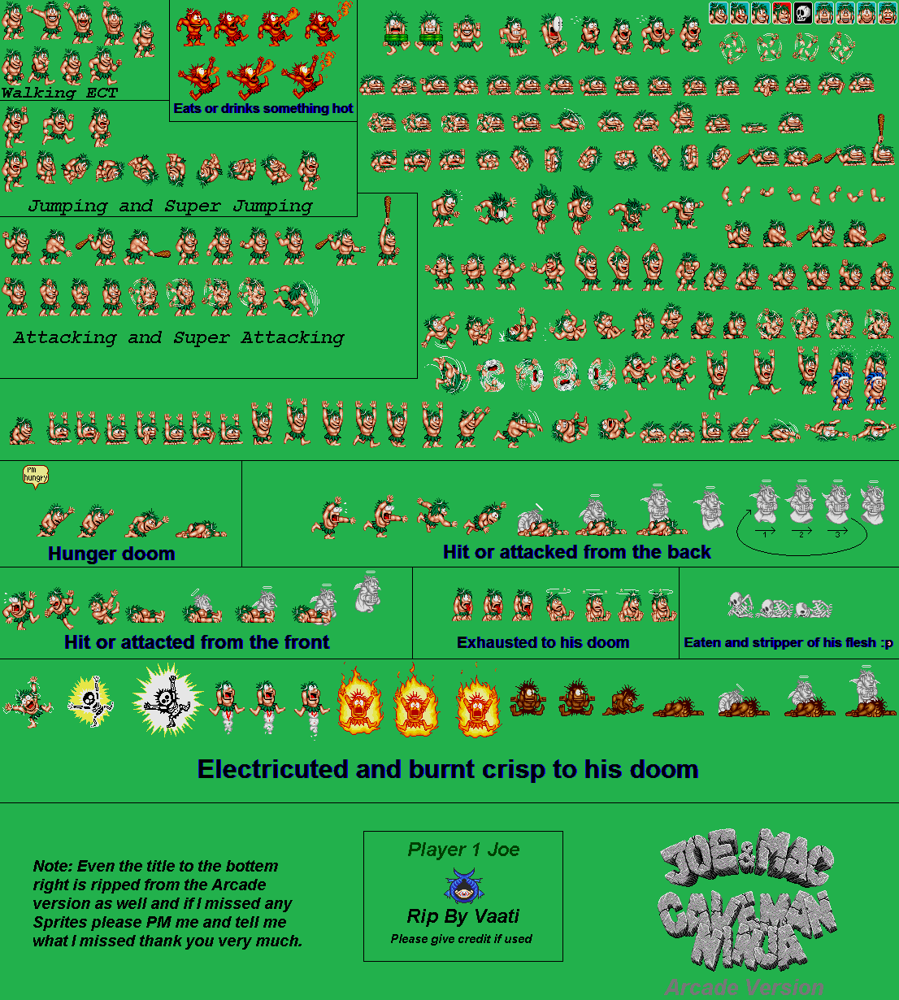 Walking ECT
Eats or drinks something hot
Jumping and Super Jumping
Attacking and Super Attacking
I'm
hungry
Hunger doom
Hit or attacked from the back
1
2
3
Hit or attacted from the front
Exhausted to his doom
Eaten and stripper of his flesh :p
Electricuted and burnt crisp to his doom
Note: Even the title to the bottem
right is ripped from the Arcade
version as well and if I missed any
Sprites please PM me and tell me
what I missed thank you very much.
Player 1 Joe
Rip By Vaati
Please give credit if used
JOE & MAC
CAVEMAN
NINJA
Arcade Version